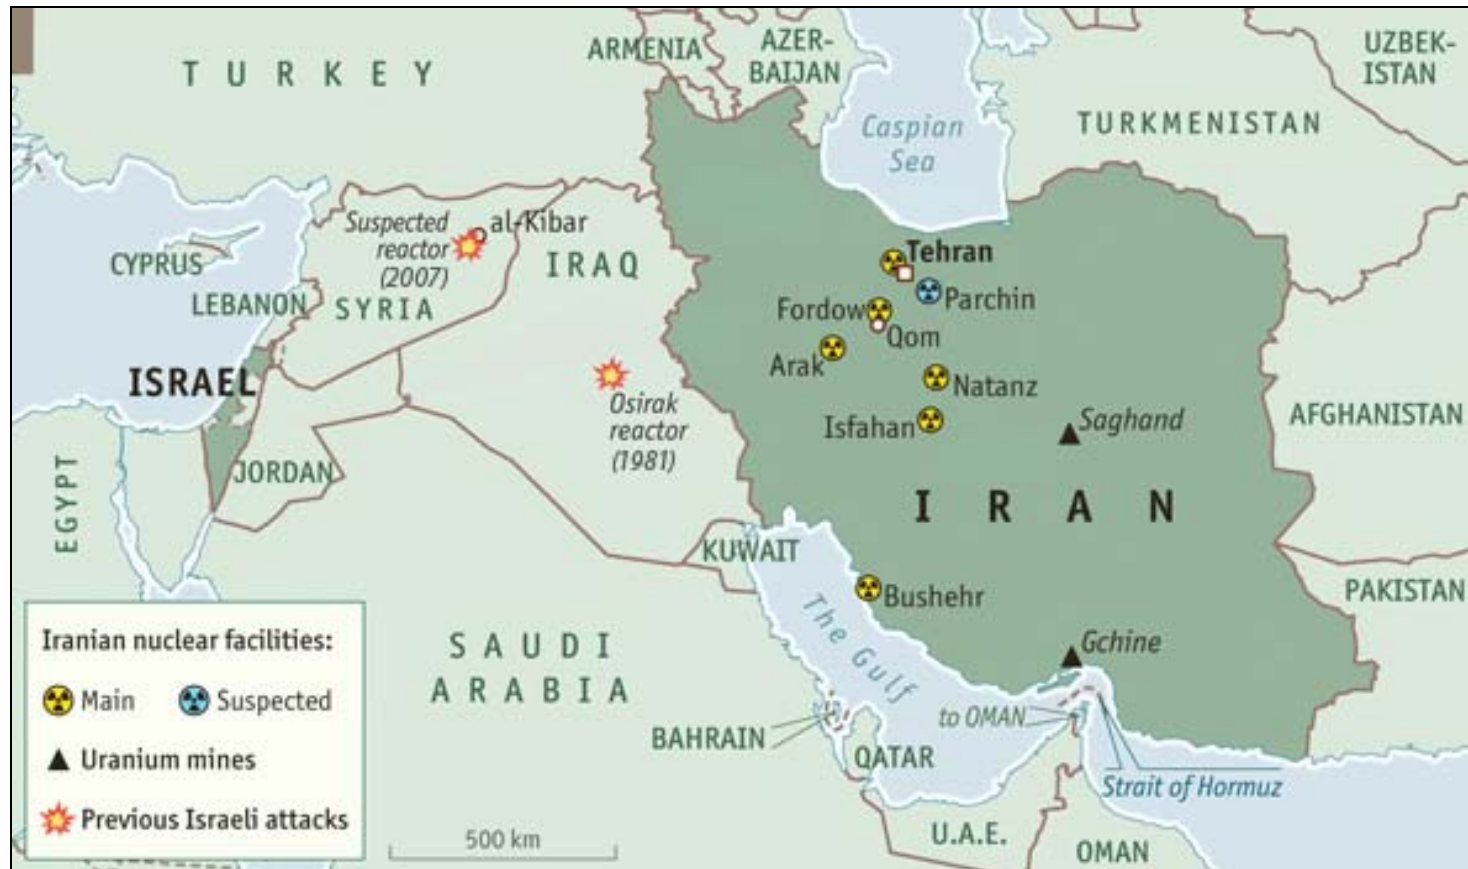 ARMENIA
AZER-
BAIJAN
UZBEK-
ISTAN
TURKEY
Caspian
Sea
TURKMENISTAN
Suspected
reactor
(2007)
al-Kibar
CYPRUS
IRAQ
Tehran
LEBANON
SYRIA
Fordow
Parchin
Qom
Arak
ISRAEL
Natanz
Osirak
reactor
(1981)
Isfahan
Saghand
AFGHANISTAN
JORDAN
EGYPT
IRAN
KUWAIT
PAKISTAN
Bushehr
The Gulf
Gchine
SAUDI
ARABIA
to OMAN
BAHRAIN
QATAR
Strait of Hormuz
U.A.E.
OMAN
Iranian nuclear facilities:
Main Suspected
Uranium mines
Previous Israeli attacks
500 km